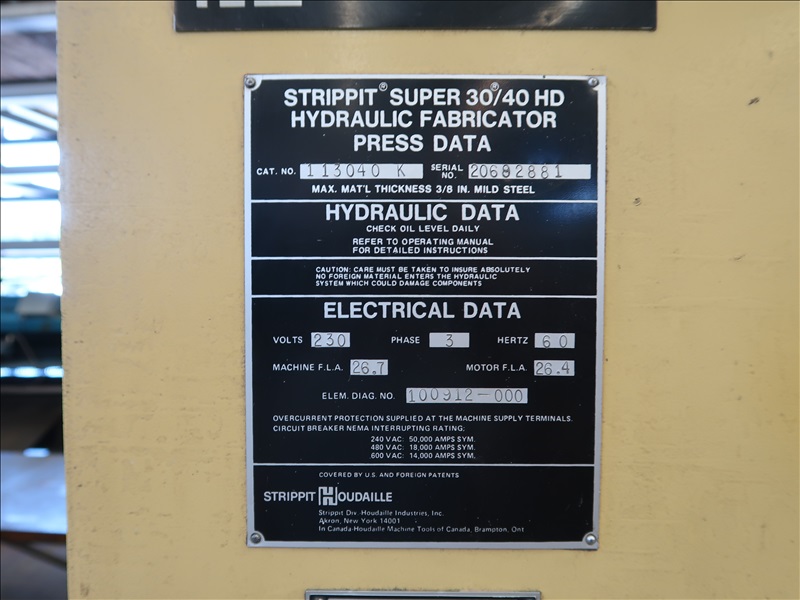 STRIPPIT® SUPER 30®/40 HD
HYDRAULIC FABRICATOR
PRESS DATA
CAT. NO. 113040 K SERIAL NO. 20692881
MAX. MAT'L THICKNESS 3/8 IN. MILD STEEL
HYDRAULIC DATA
CHECK OIL LEVEL DAILY
REFER TO OPERATING MANUAL
FOR DETAILED INSTRUCTIONS
CAUTION: CARE MUST BE TAKEN TO INSURE ABSOLUTELY
NO FOREIGN MATERIAL ENTERS THE HYDRAULIC
SYSTEM WHICH COULD DAMAGE COMPONENTS
ELECTRICAL DATA
VOLTS 230 PHASE 3 HERTZ 60
MACHINE F.L.A. 26.7 MOTOR F.L.A. 26.4
ELEM. DIAG. NO. 100912-000
OVERCURRENT PROTECTION SUPPLIED AT THE MACHINE SUPPLY TERMINALS.
CIRCUIT BREAKER NEMA INTERRUPTING RATING:
240 VAC: 50,000 AMPS SYM.
480 VAC: 18,000 AMPS SYM.
600 VAC: 14,000 AMPS SYM.
COVERED BY U.S. AND FOREIGN PATENTS
STRIPPIT HOUDAILLE
Strippit Div. Houdaille Industries, Inc.
Akron, New York 14001
In Canada-Houdaille Machine Tools of Canada, Brampton, Ont